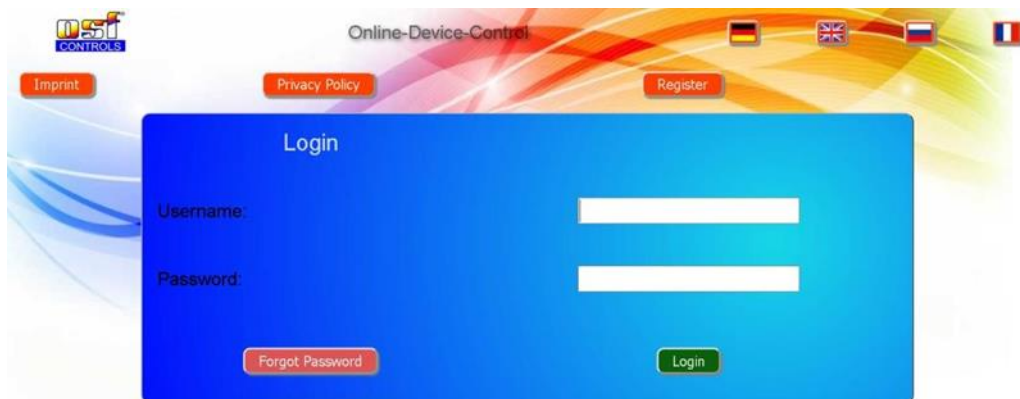 osf
CONTROLS
Online-Device-Control
Imprint
Privacy Policy
Register
Login
Username:
Password:
Forgot Password
Login